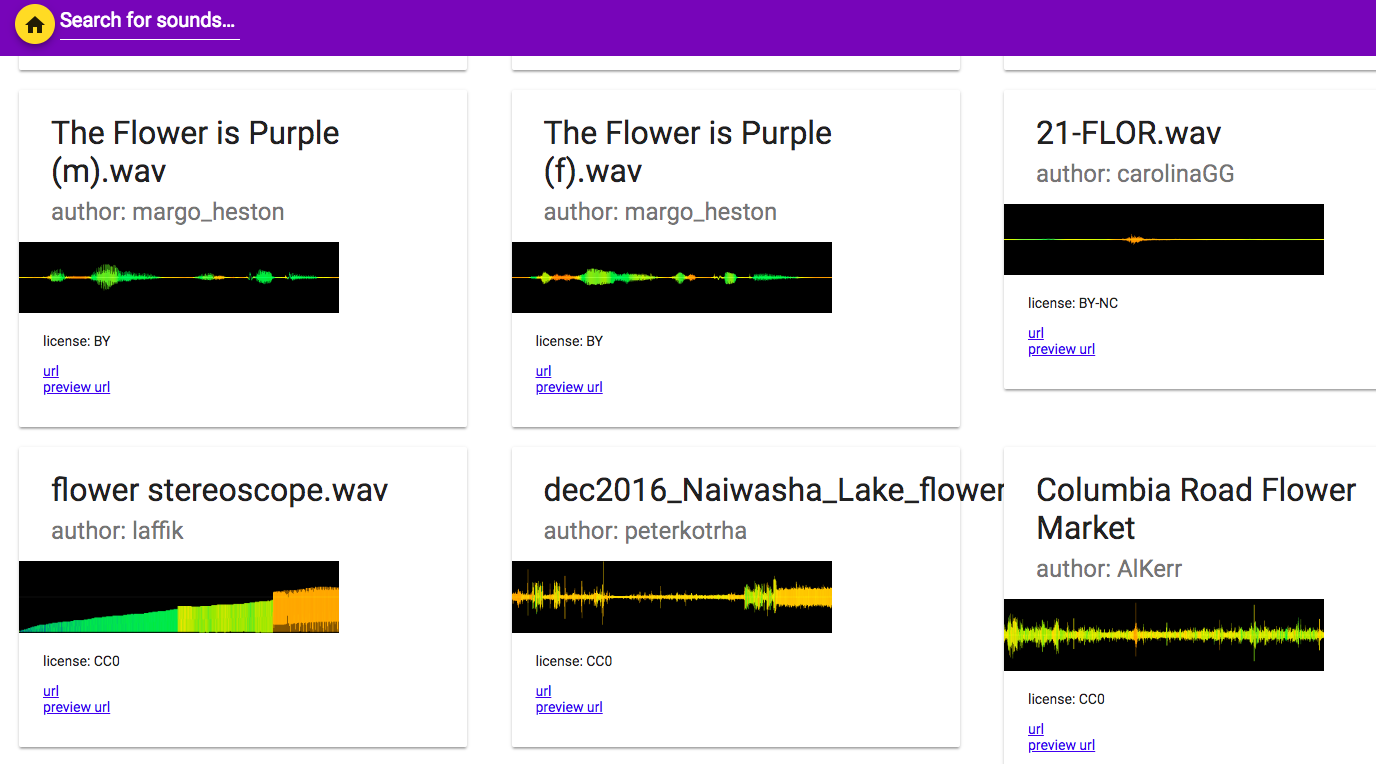 Search for sounds...
The Flower is Purple
(m).wav
author: margo_heston
license: BY
url
preview url
The Flower is Purple
(f).wav
author: margo_heston
license: BY
url
preview url
21-FLOR.wav
author: carolinaGG
license: BY-NC
url
preview url
flower stereoscope.wav
author: laffik
license: CC0
url
preview url
dec2016_Naiwasha_Lake_flower
author: peterkotrha
license: CC0
url
preview url
Columbia Road Flower
Market
author: AlKerr
license: CC0
url
preview url